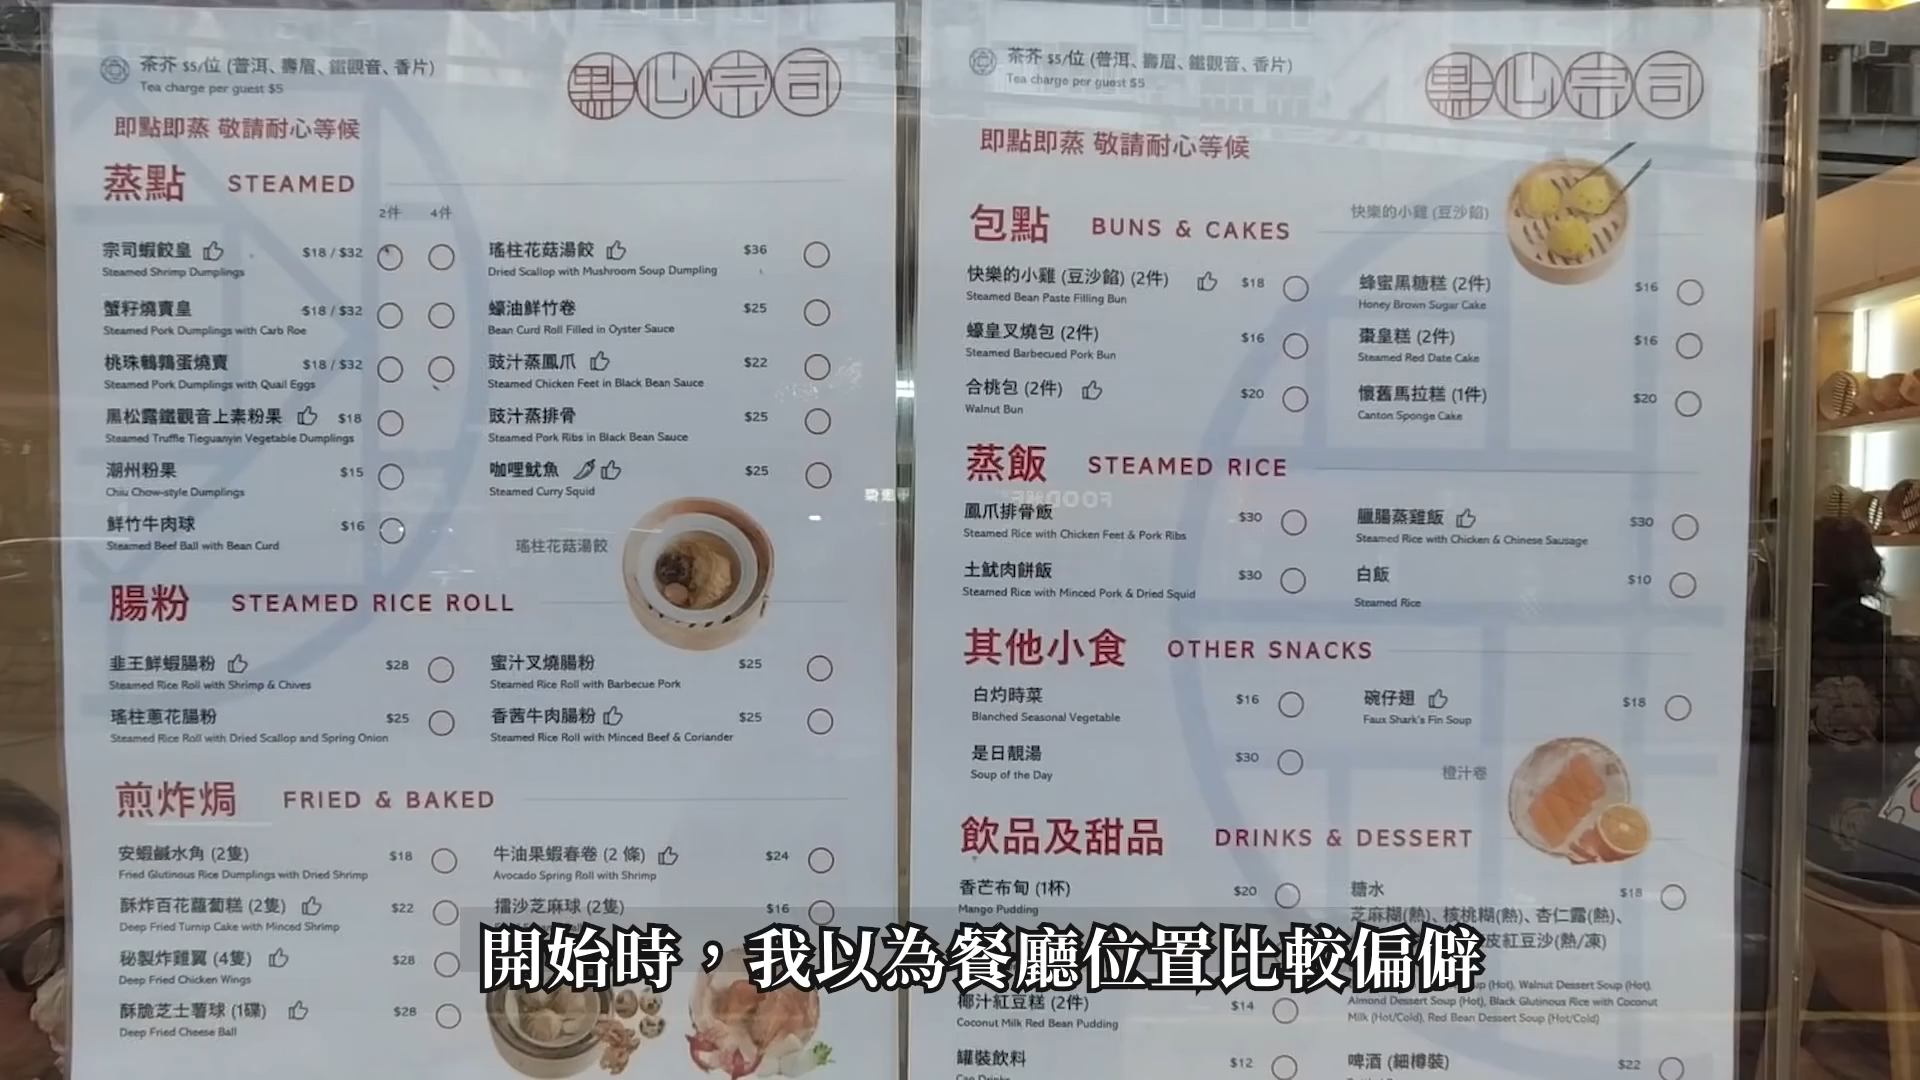 茶芥 $5/位 (普洱、壽眉、鐵觀音、香片)
Tea charge per guest $5
點心宗司
即點即蒸 敬請耐心等候
蒸點 STEAMED
2件 4件
宗司蝦餃皇 $18 / $32
Steamed Shrimp Dumplings
蟹籽燒賣皇 $18 / $32
Steamed Pork Dumplings with Carb Roe
桃珠鵪鶉蛋燒賣 $18 / $32
Steamed Pork Dumplings with Quail Eggs
黑松露鐵觀音上素粉果 $18
Steamed Truffle Tieguanyin Vegetable Dumplings
潮州粉果 $15
Chiu Chow-style Dumplings
鮮竹牛肉球 $16
Steamed Beef Ball with Bean Curd
瑤柱花菇湯餃 $36
Dried Scallop with Mushroom Soup Dumpling
蠔油鮮竹卷 $25
Bean Curd Roll Filled in Oyster Sauce
豉汁蒸鳳爪 $22
Steamed Chicken Feet in Black Bean Sauce
豉汁蒸排骨 $25
Steamed Pork Ribs in Black Bean Sauce
咖哩魷魚 $25
Steamed Curry Squid
瑤柱花菇湯餃
腸粉 STEAMED RICE ROLL
韭王鮮蝦腸粉 $28
Steamed Rice Roll with Shrimp & Chives
瑤柱蔥花腸粉 $25
Steamed Rice Roll with Dried Scallop and Spring Onion
蜜汁叉燒腸粉 $25
Steamed Rice Roll with Barbecue Pork
香茜牛肉腸粉 $25
Steamed Rice Roll with Minced Beef & Coriander
煎炸焗 FRIED & BAKED
安蝦鹹水角 (2隻) $18
Fried Glutinous Rice Dumplings with Dried Shrimp
酥炸百花蘿蔔糕 (2隻) $22
Deep Fried Turnip Cake with Minced Shrimp
秘製炸雞翼 (4隻) $28
Deep Fried Chicken Wings
酥脆芝士薯球 (1碟) $28
Deep Fried Cheese Ball
牛油果蝦春卷 (2 條) $24
Avocado Spring Roll with Shrimp
擂沙芝麻球 (2隻) $16
茶芥 $5/位 (普洱、壽眉、鐵觀音、香片)
Tea charge per guest $5
點心宗司
即點即蒸 敬請耐心等候
包點 BUNS & CAKES
快樂的小雞 (豆沙餡)
快樂的小雞 (豆沙餡) (2件) $18
Steamed Bean Paste Filling Bun
蠔皇叉燒包 (2件) $16
Steamed Barbecued Pork Bun
合桃包 (2件) $20
Walnut Bun
蜂蜜黑糖糕 (2件) $16
Honey Brown Sugar Cake
棗皇糕 (2件) $16
Steamed Red Date Cake
懷舊馬拉糕 (1件) $20
Canton Sponge Cake
蒸飯 STEAMED RICE
鳳爪排骨飯 $30
Steamed Rice with Chicken Feet & Pork Ribs
土魷肉餅飯 $30
Steamed Rice with Minced Pork & Dried Squid
臘腸蒸雞飯 $30
Steamed Rice with Chicken & Chinese Sausage
白飯 $10
Steamed Rice
其他小食 OTHER SNACKS
白灼時菜 $16
Blanched Seasonal Vegetable
是日靚湯 $30
Soup of the Day
碗仔翅 $18
Faux Shark's Fin Soup
橙汁卷
飲品及甜品 DRINKS & DESSERT
香芒布甸 (1杯) $20
Mango Pudding
椰汁紅豆糕 (2件) $14
Coconut Milk Red Bean Pudding
罐裝飲料 $12
糖水 $18
芝麻糊(熱)、核桃糊(熱)、杏仁露(熱)、
皮紅豆沙(熱/凍)
(Hot), Walnut Dessert Soup (Hot),
Almond Dessert Soup (Hot), Black Glutinous Rice with Coconut
Milk (Hot/Cold), Red Bean Dessert Soup (Hot/Cold)
啤酒 (細樽裝) $22
開始時，我以為餐廳位置比較偏僻